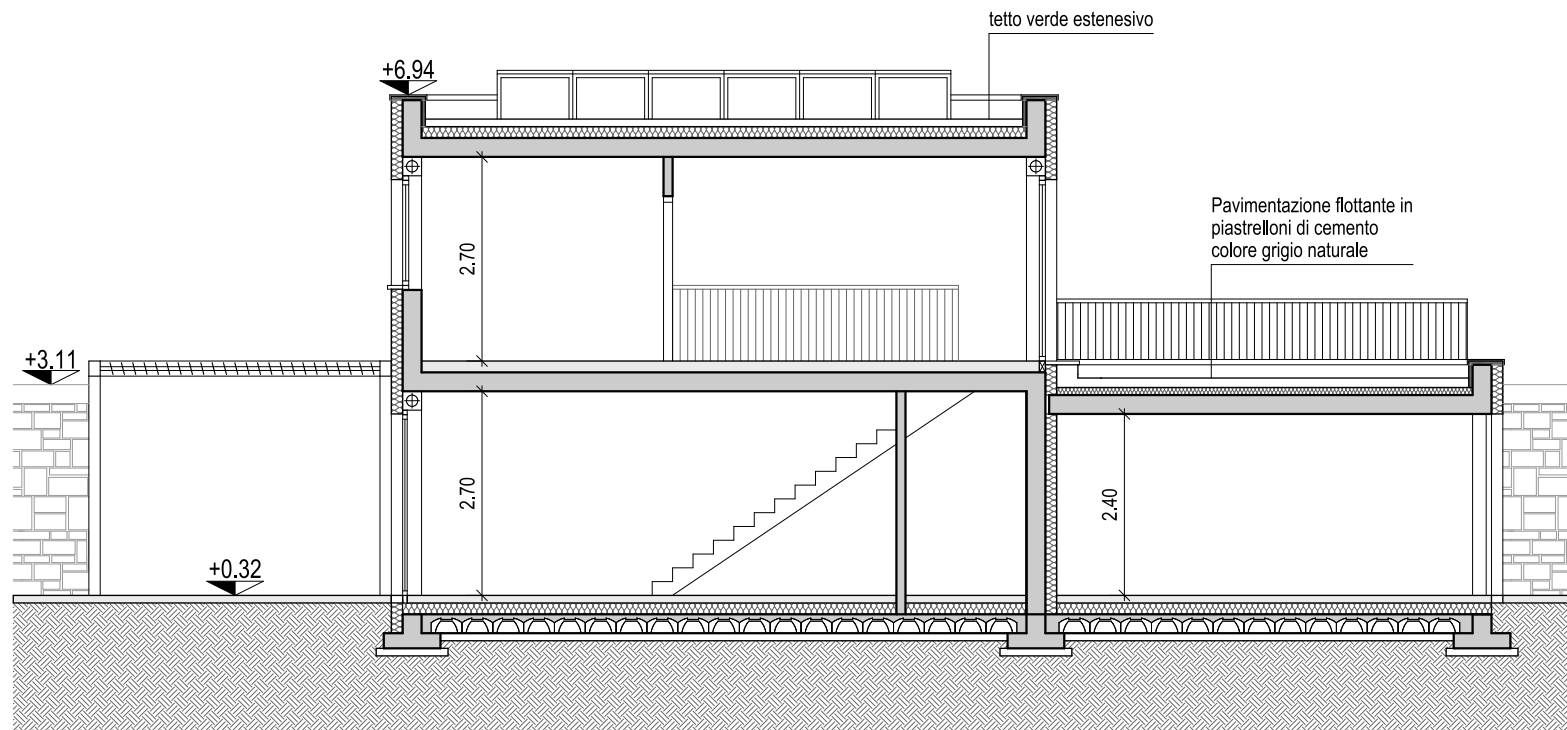 tetto verde estenesivo
+6.94
Pavimentazione flottante in
piastrelloni di cemento
colore grigio naturale
2.70
+3.11
2.70
2.40
+0.32